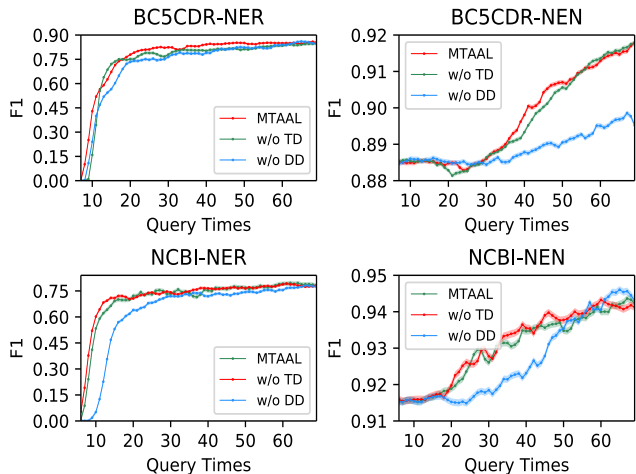 BC5CDR-NER
F1
0.90
0.75
0.60
0.45
0.30
0.15
0.00
MTAAL
w/o TD
w/o DD
10 20 30 40 50 60
Query Times
BC5CDR-NEN
F1
0.92
0.91
0.90
0.89
0.88
MTAAL
w/o TD
w/o DD
10 20 30 40 50 60
Query Times
NCBI-NER
F1
0.75
0.60
0.45
0.30
0.15
0.00
MTAAL
w/o TD
w/o DD
10 20 30 40 50 60
Query Times
NCBI-NEN
F1
0.95
0.94
0.93
0.92
0.91
MTAAL
w/o TD
w/o DD
10 20 30 40 50 60
Query Times